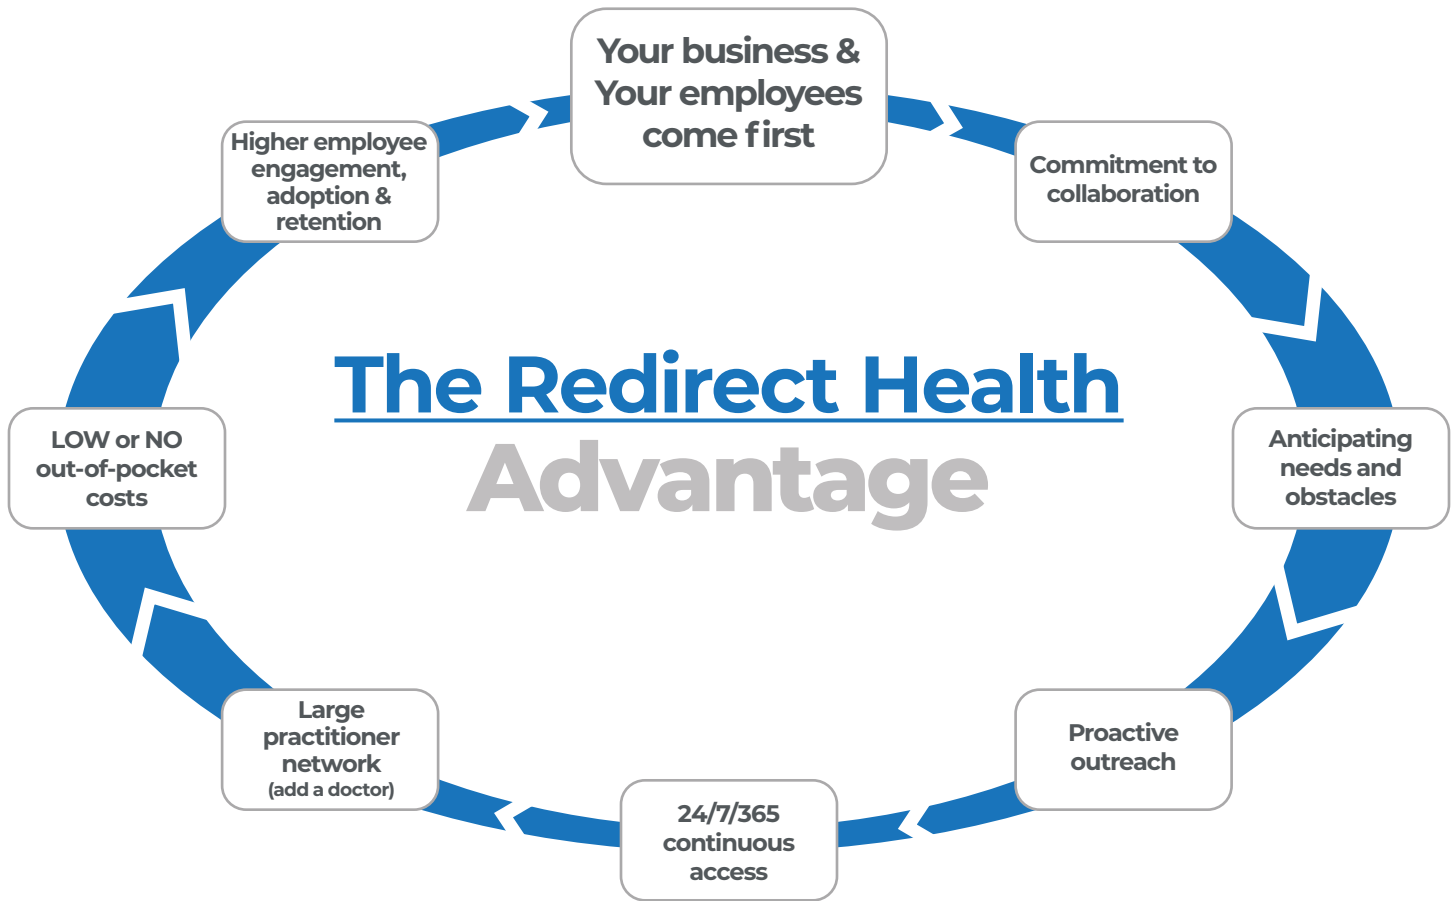 The Redirect Health
Advantage
Your business &
Your employees
come first
Commitment to
collaboration
Anticipating
needs and
obstacles
Proactive
outreach
24/7/365
continuous
access
Large
practitioner
network
(add a doctor)
LOW or NO
out-of-pocket
costs
Higher employee
engagement,
adoption &
retention